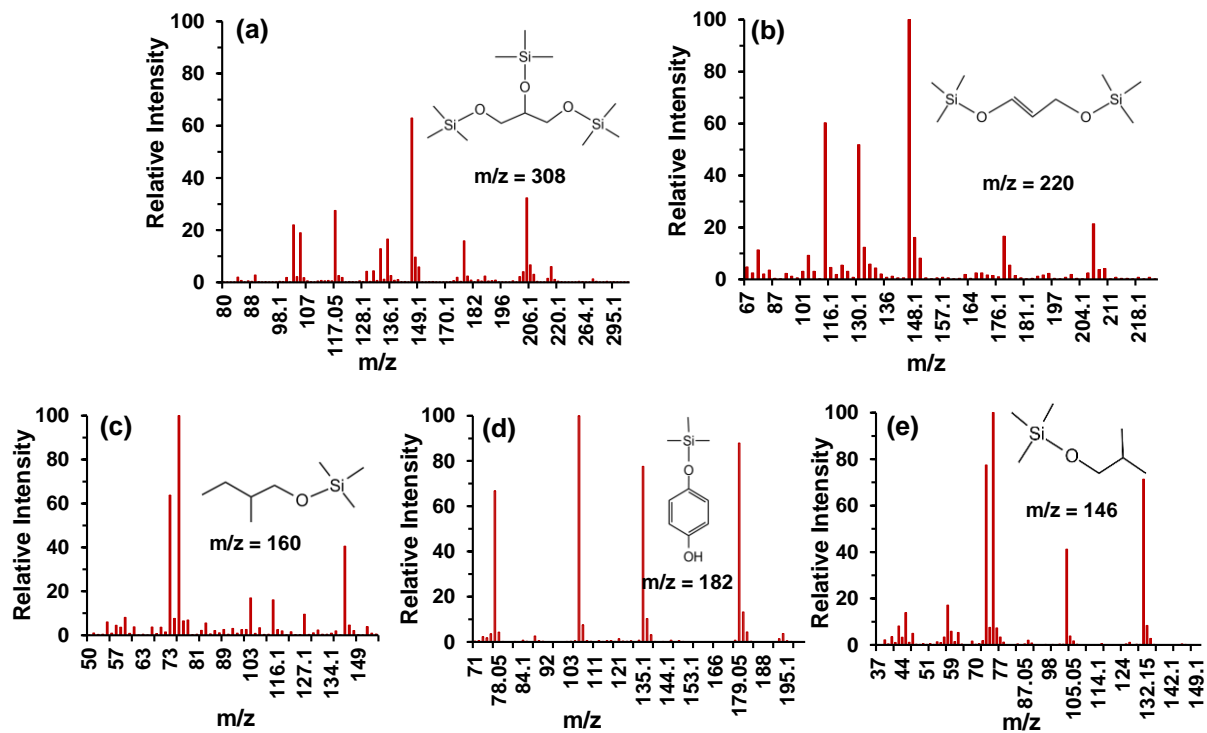 (a)
Relative Intensity
100
80
60
40
20
0
Si
O
O
O
Si
Si
m/z = 308
80
88
98.1
107
117.05
128.1
136.1
149.1
170.1
182
196
206.1
220.1
264.1
295.1
m/z
(b)
Relative Intensity
100
80
60
40
20
0
Si
O
O
Si
m/z = 220
67
87
101
116.1
130.1
136
148.1
157.1
164
176.1
181.1
197
204.1
211
218.1
m/z
(c)
Relative Intensity
100
80
60
40
20
0
O
Si
m/z = 160
50
57
63
73
81
89
103
116.1
127.1
134.1
149
m/z
(d)
Relative Intensity
100
80
60
40
20
0
Si
O
OH
m/z = 182
71
78.05
84.1
92
103
111
121
135.1
153.1
166
179.05
188
195.1
m/z
(e)
Relative Intensity
100
80
60
40
20
0
Si
O
m/z = 146
37
44
51
59
77
87.05
98
105.05
114.1
124
132.15
142.1
149.1
m/z